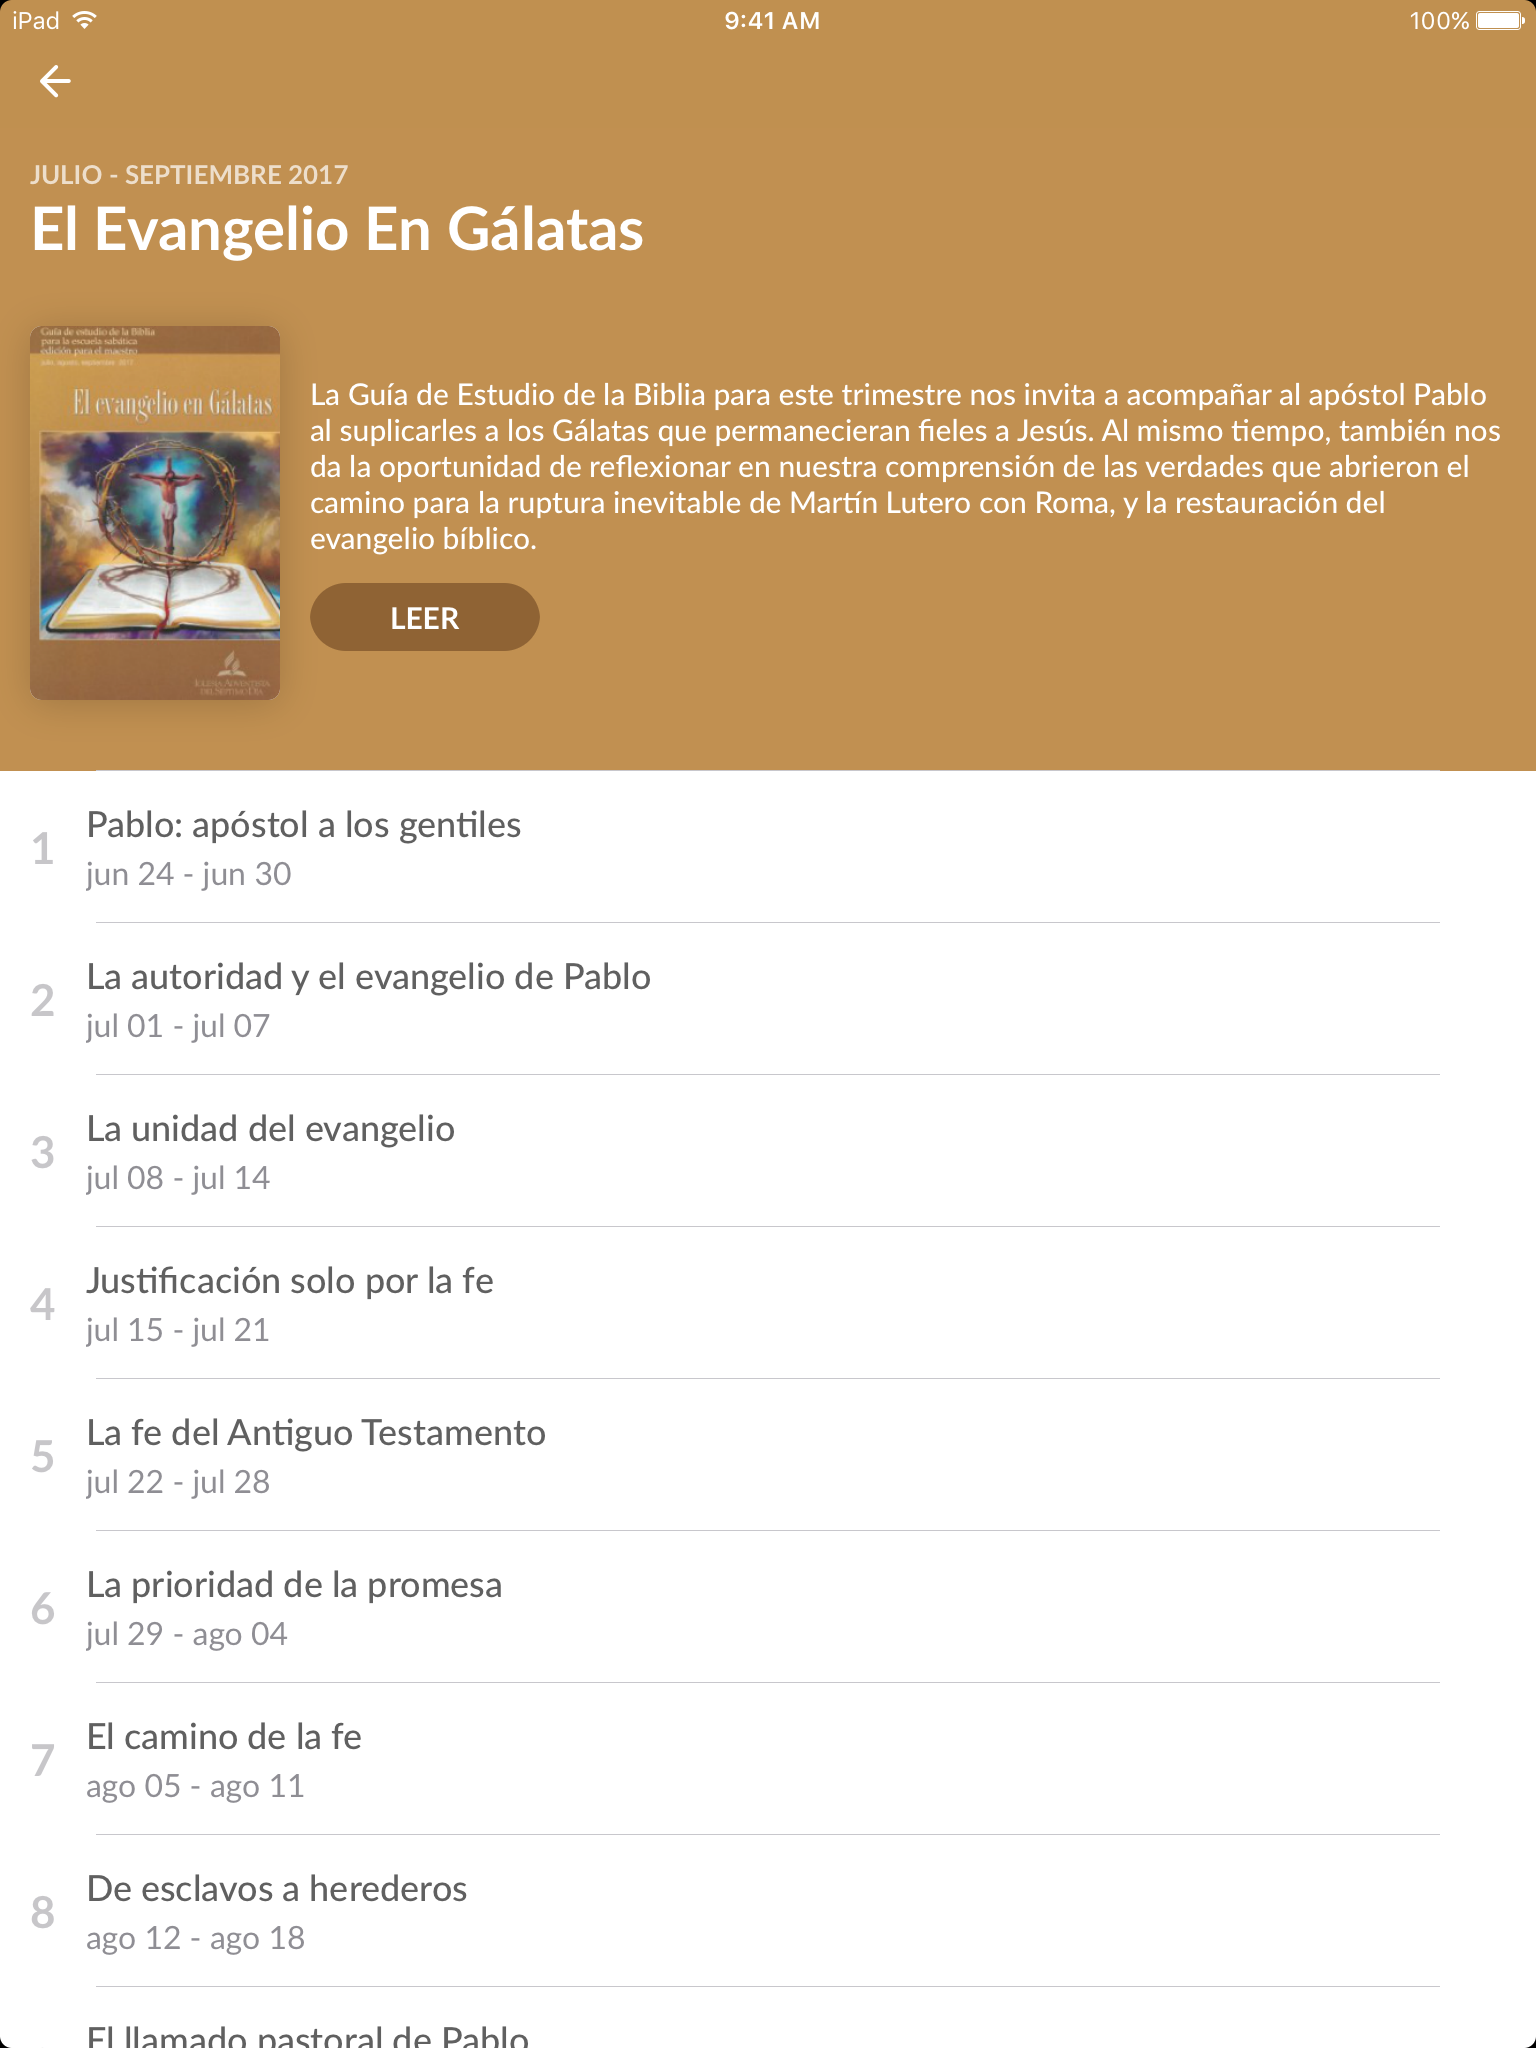 iPad
9:41 AM
100%
JULIO - SEPTIEMBRE 2017
El Evangelio En Gálatas
Guía de estudio de la Biblia
para la escuela sabática
edición para el maestro
julio, agosto, septiembre 2017
El evangelio en Gálatas
IGLESIA ADVENTISTA
DEL SÉPTIMO DÍA
La Guía de Estudio de la Biblia para este trimestre nos invita a acompañar al apóstol Pablo
al suplicarles a los Gálatas que permanecieran fieles a Jesús. Al mismo tiempo, también nos
da la oportunidad de reflexionar en nuestra comprensión de las verdades que abrieron el
camino para la ruptura inevitable de Martín Lutero con Roma, y la restauración del
evangelio bíblico.
LEER
1
Pablo: apóstol a los gentiles
jun 24 - jun 30
2
La autoridad y el evangelio de Pablo
jul 01 - jul 07
3
La unidad del evangelio
jul 08 - jul 14
4
Justificación solo por la fe
jul 15 - jul 21
5
La fe del Antiguo Testamento
jul 22 - jul 28
6
La prioridad de la promesa
jul 29 - ago 04
7
El camino de la fe
ago 05 - ago 11
8
De esclavos a herederos
ago 12 - ago 18
El llamado pastoral de Pablo